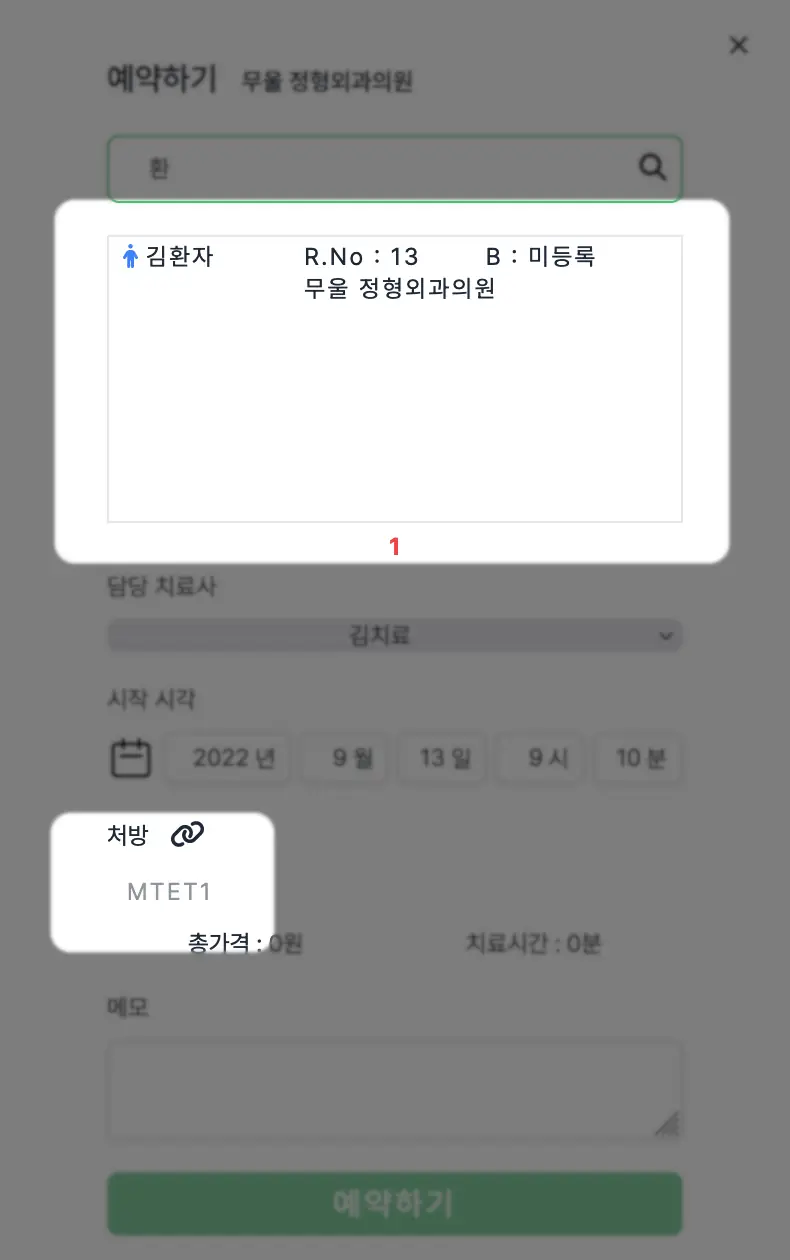 예약하기 무울 정형외과의원
환
김환자 R.No : 13 B : 미등록
무울 정형외과의원
1
담당 치료사
김치료
시작 시각
2022 년 9 월 13 일 9 시 10 분
처방
MTET1
총가격 : 0원 치료시간 : 0분
메모
예약하기